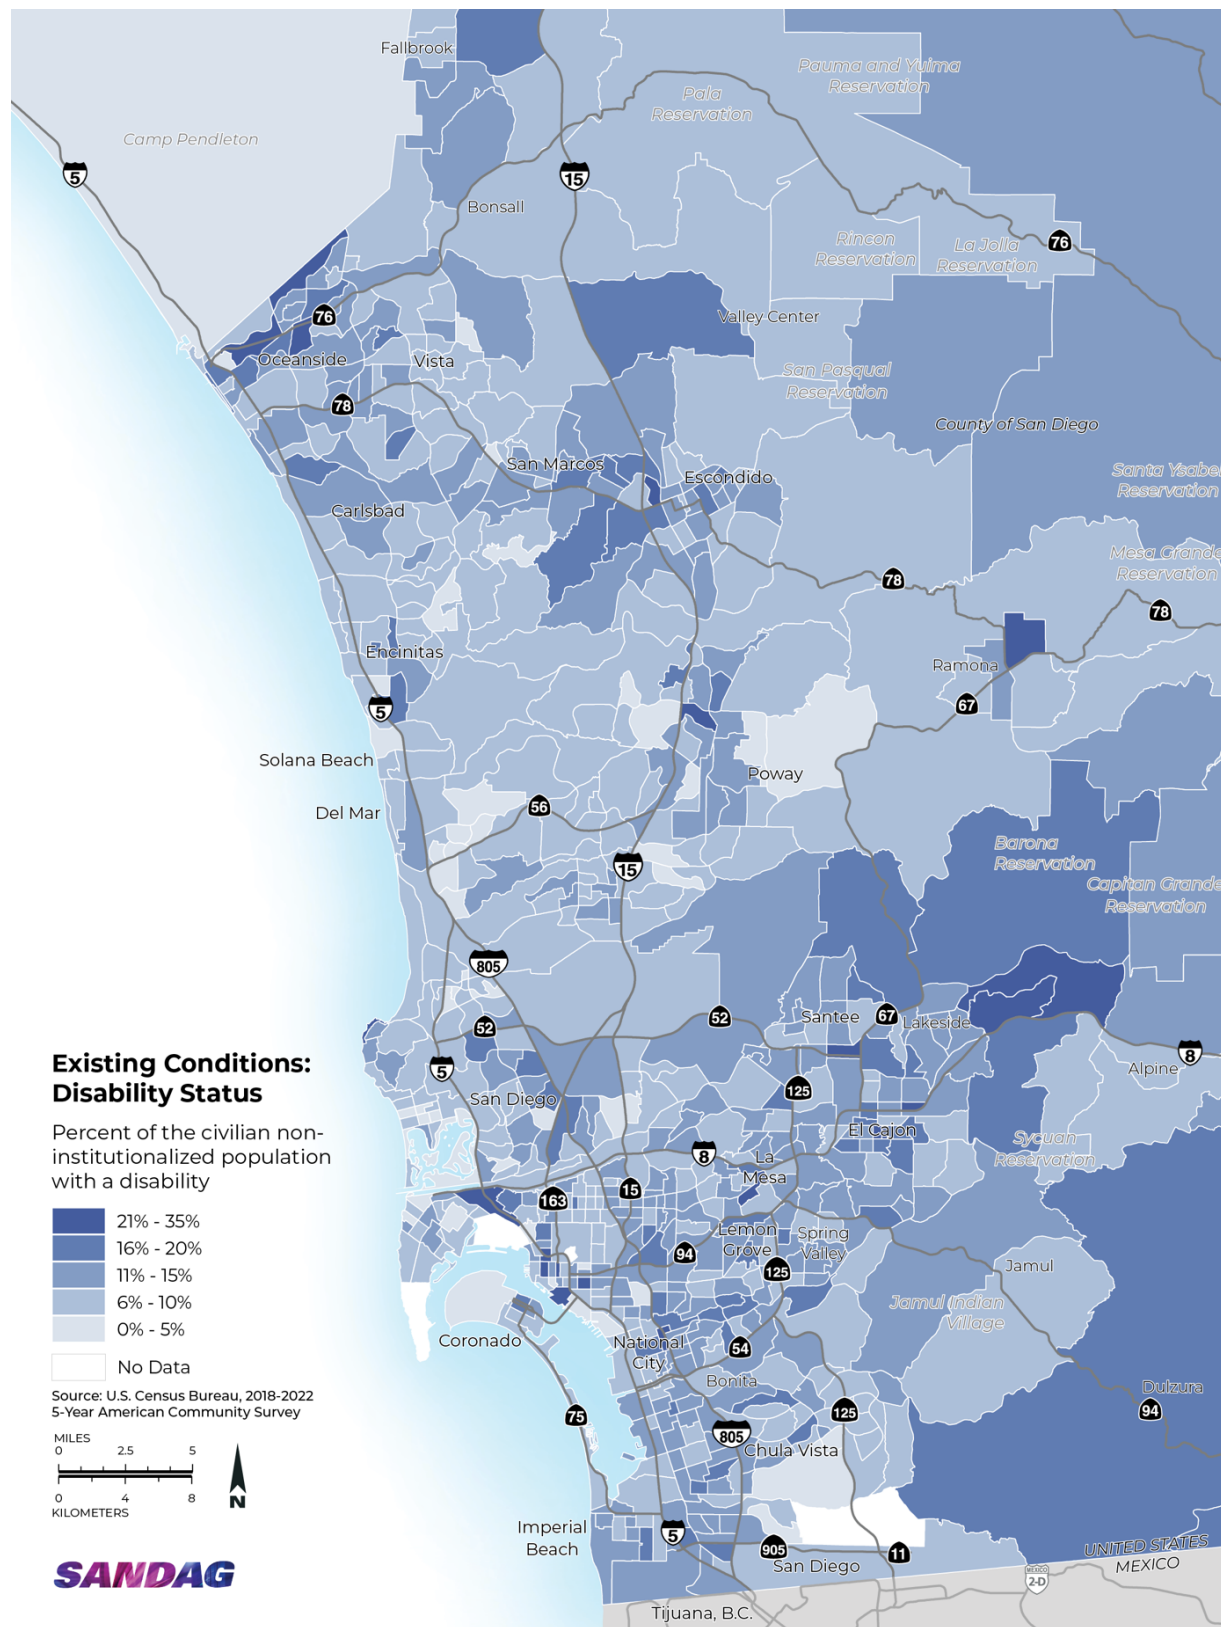 Fallbrook
Pauma and Yuima
Reservation
Pala
Reservation
Camp Pendleton
5
15
Bonsall
Rincon
Reservation
La Jolla
Reservation
76
76
Valley Center
Oceanside
Vista
San Pasqual
Reservation
78
County of San Diego
San Marcos
Escondido
Santa Ysabe
Reservation
Carlsbad
Mesa Grande
Reservation
78
78
Encinitas
Ramona
5
67
Solana Beach
Poway
56
Del Mar
Barona
Reservation
15
Capitan Grande
Reservation
805
52
52
Santee
67
Lakeside
5
8
Alpine
125
San Diego
El Cajon
Sycuan
Reservation
8
La
Mesa
15
163
Lemon
Grove
Spring
Valley
94
125
Jamul
Jamul Indian
Village
Coronado
National
City
54
Bonita
Dulzura
94
75
125
805
Chula Vista
Imperial
Beach
5
905
11
San Diego
UNITED STATES
MEXICO
MEXICO
2-D
Tijuana, B.C.
Existing Conditions:
Disability Status
Percent of the civilian non-
institutionalized population
with a disability
21% - 35%
16% - 20%
11% - 15%
6% - 10%
0% - 5%
No Data
Source: U.S. Census Bureau, 2018-2022
5-Year American Community Survey
MILES
0 2.5 5
0 4 8
KILOMETERS
N
SANDAG